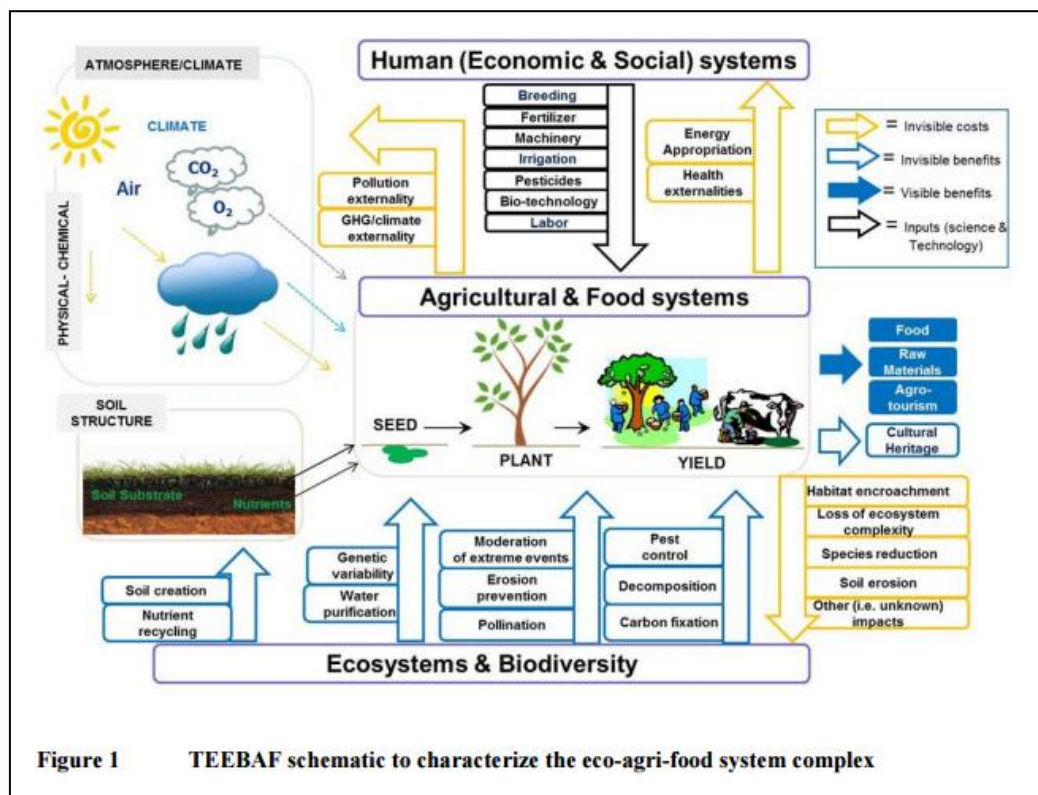 ATMOSPHERE/CLIMATE
CLIMATE
Air
CO2
O2
PHYSICAL- CHEMICAL
Human (Economic & Social) systems
Pollution
externality
GHG/climate
externality
Breeding
Fertilizer
Machinery
Irrigation
Pesticides
Bio-technology
Labor
Energy
Appropriation
Health
externalities
= Invisible costs
= Invisible benefits
= Visible benefits
= Inputs (science &
Technology)
Agricultural & Food systems
SEED
PLANT
YIELD
Food
Raw
Materials
Agro-
tourism
Cultural
Heritage
SOIL
STRUCTURE
Soil Substrate
Nutrients
Soil creation
Nutrient
recycling
Genetic
variability
Water
purification
Moderation
of extreme events
Erosion
prevention
Pollination
Pest
control
Decomposition
Carbon fixation
Habitat encroachment
Loss of ecosystem
complexity
Species reduction
Soil erosion
Other (i.e. unknown)
impacts
Ecosystems & Biodiversity
Figure 1 TEEBAF schematic to characterize the eco-agri-food system complex